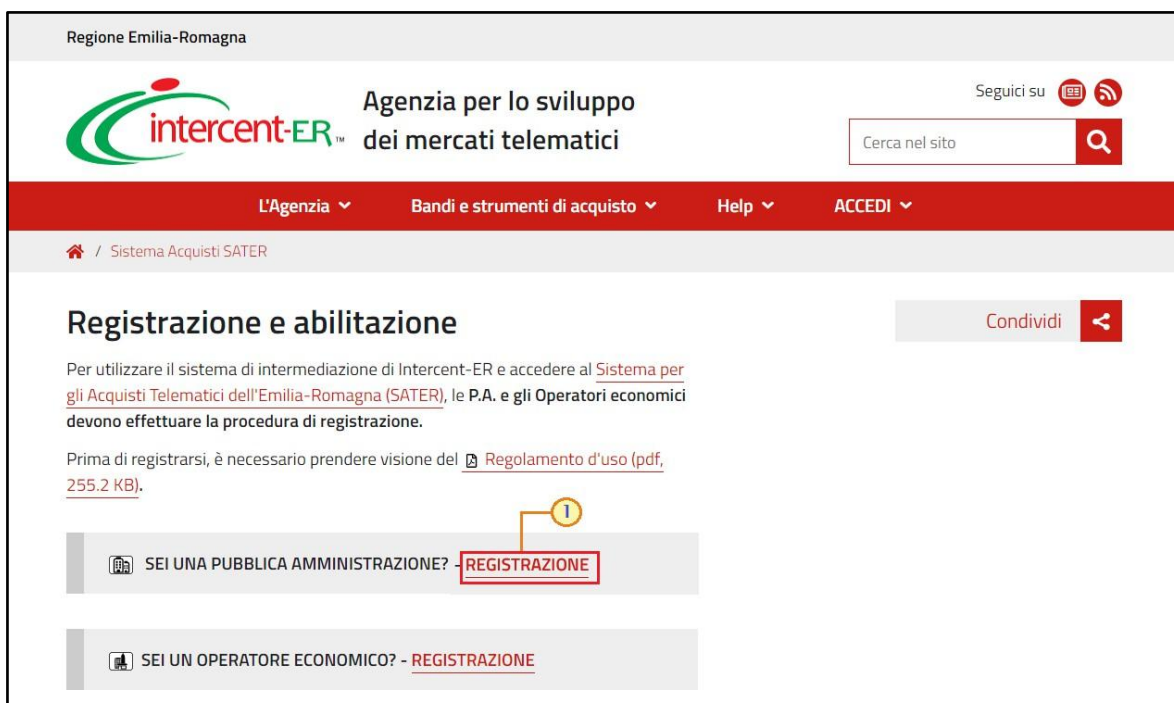 Regione Emilia-Romagna
intercent-ER™
Agenzia per lo sviluppo
dei mercati telematici
Seguici su
Cerca nel sito
L'Agenzia Bandi e strumenti di acquisto Help ACCEDI
/ Sistema Acquisti SATER
Registrazione e abilitazione
Condividi
Per utilizzare il sistema di intermediazione di Intercent-ER e accedere al Sistema per
gli Acquisti Telematici dell'Emilia-Romagna (SATER), le P.A. e gli Operatori economici
devono effettuare la procedura di registrazione.
Prima di registrarsi, è necessario prendere visione del Regolamento d'uso (pdf,
255.2 KB).
1
SEI UNA PUBBLICA AMMINISTRAZIONE? - REGISTRAZIONE
SEI UN OPERATORE ECONOMICO? - REGISTRAZIONE